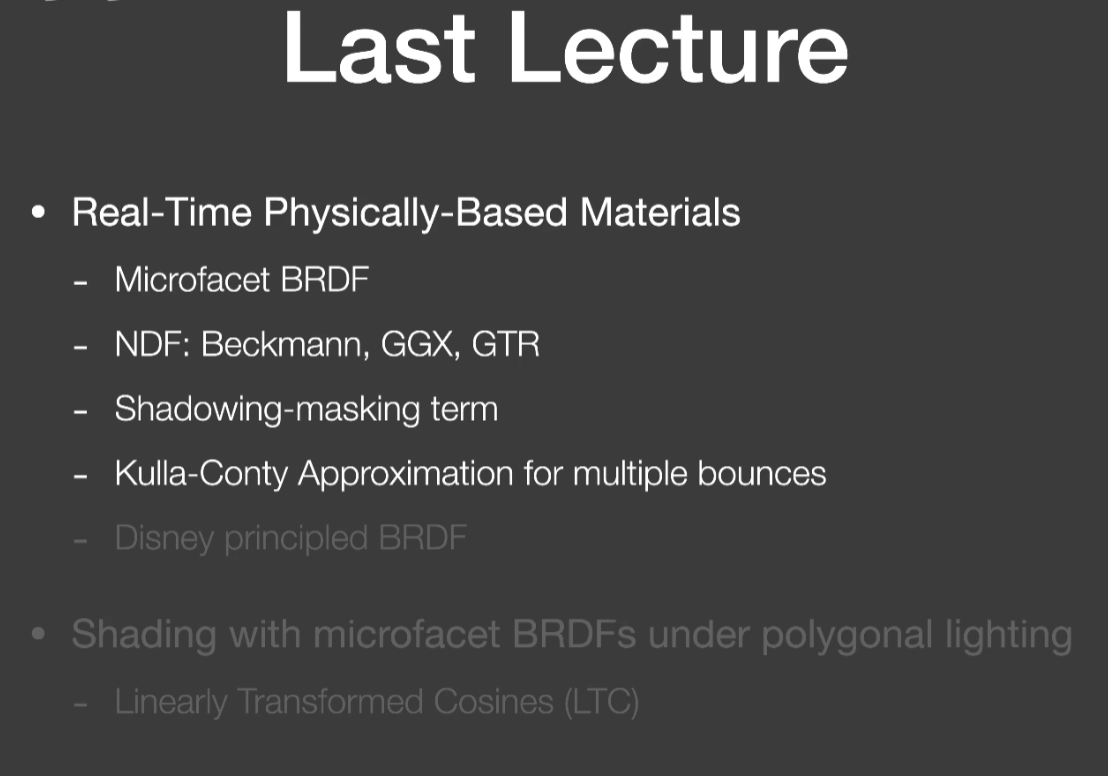 Last Lecture
• Real-Time Physically-Based Materials
- Microfacet BRDF
- NDF: Beckmann, GGX, GTR
- Shadowing-masking term
- Kulla-Conty Approximation for multiple bounces
- Disney principled BRDF
• Shading with microfacet BRDFs under polygonal lighting
- Linearly Transformed Cosines (LTC)